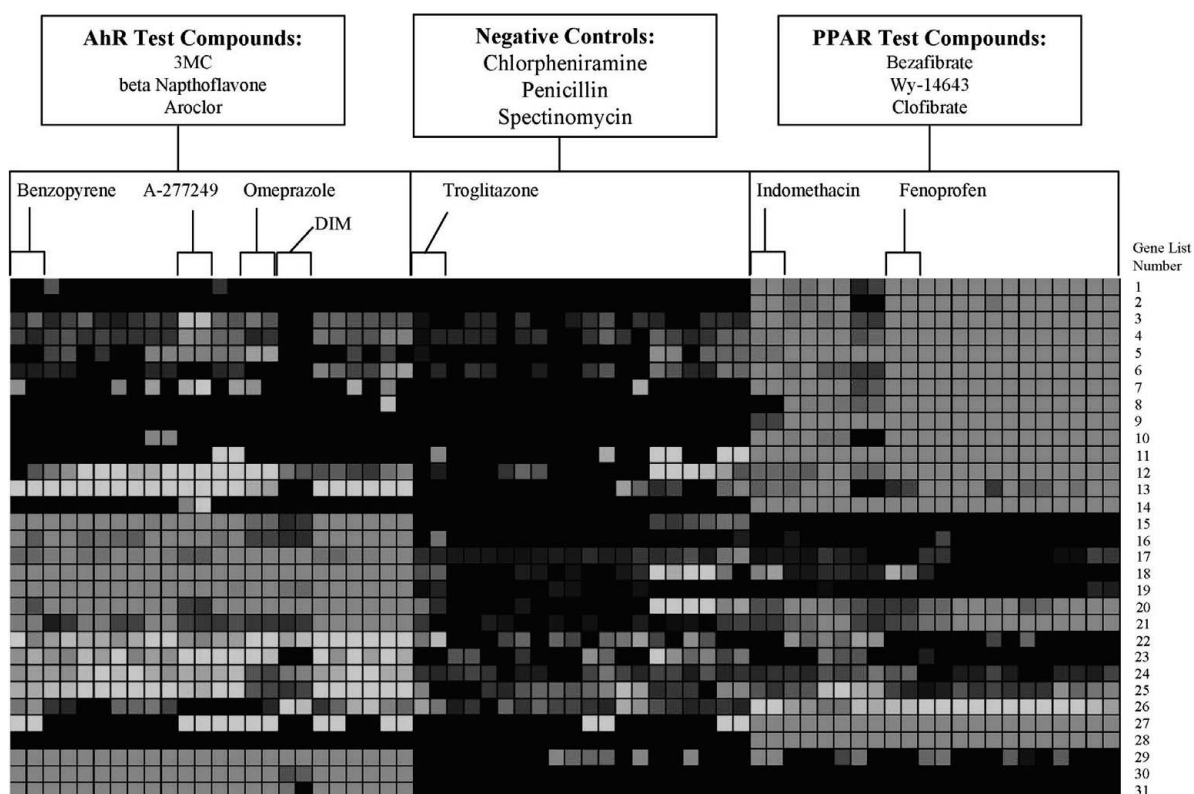 AhR Test Compounds:
3MC
beta Napthoflavone
Aroclor
Negative Controls:
Chlorpheniramine
Penicillin
Spectinomycin
PPAR Test Compounds:
Bezafibrate
Wy-14643
Clofibrate
Benzopyrene
A-277249
Omeprazole
DIM
Troglitazone
Indomethacin
Fenoprofen
Gene List
Number
1
2
3
4
5
6
7
8
9
10
11
12
13
14
15
16
17
18
19
20
21
22
23
24
25
26
27
28
29
30
31